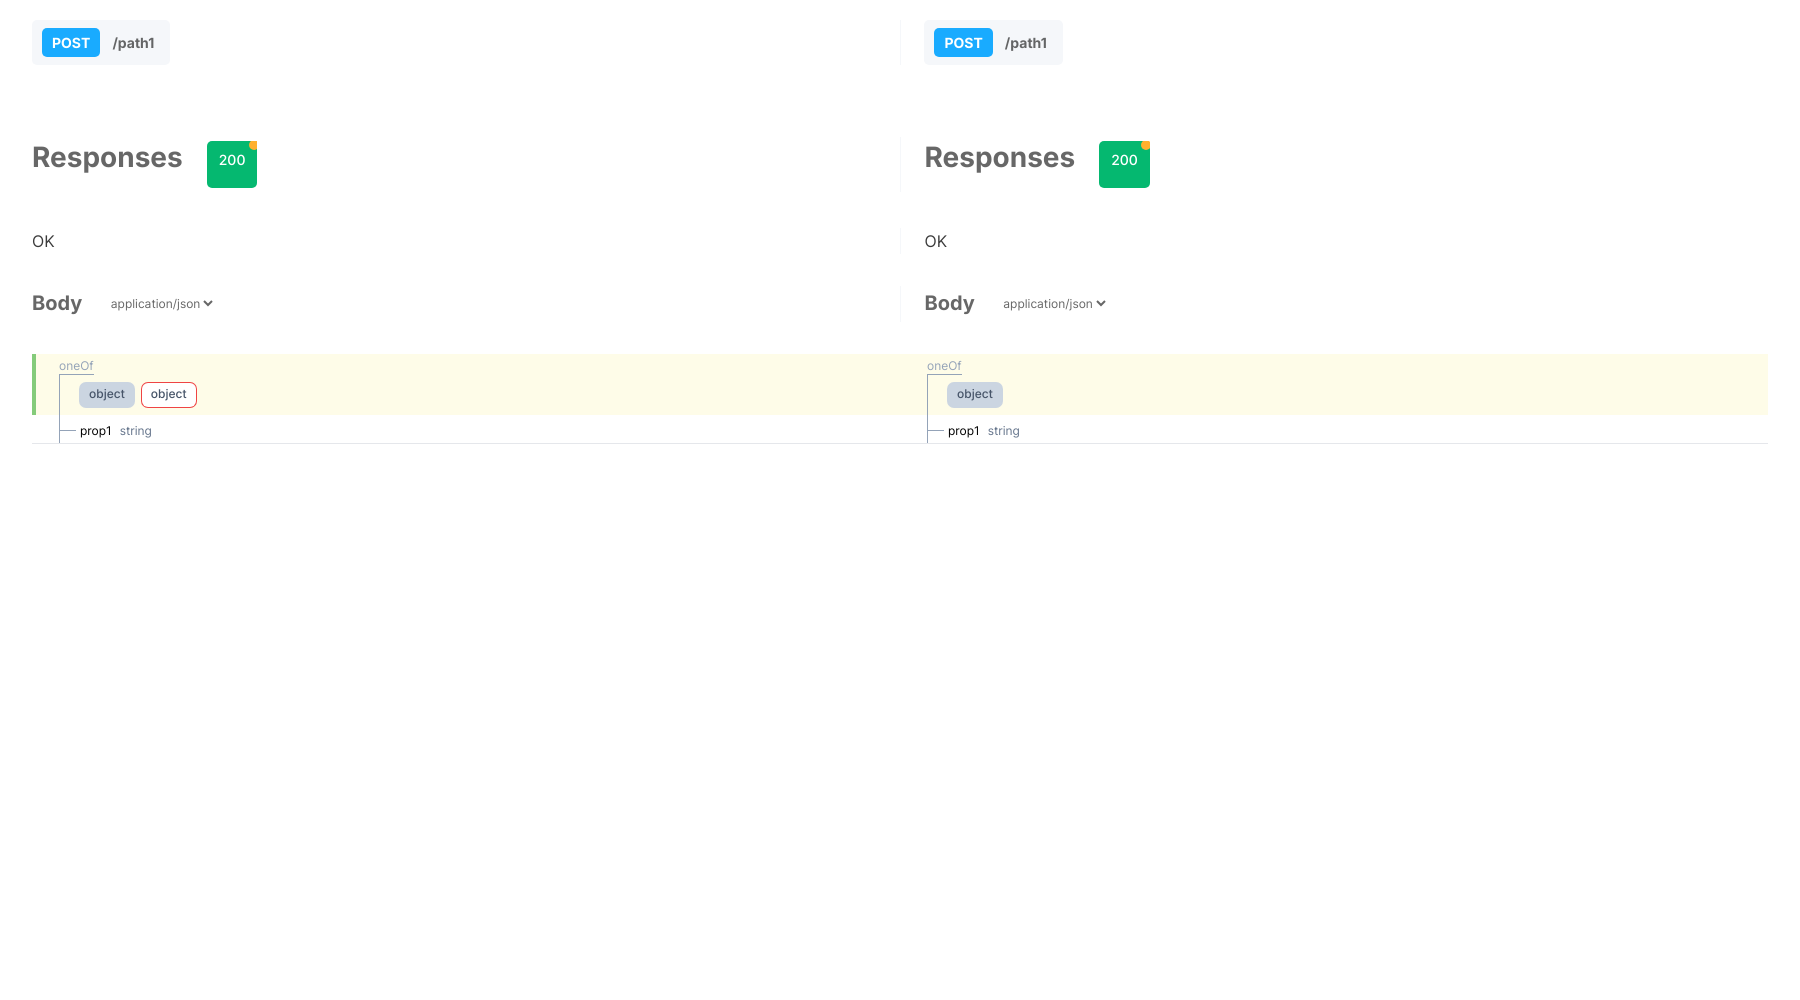 POST /path1 POST /path1
Responses 200 Responses 200
OK OK
Body application/json Body application/json
oneOf oneOf
object object object
prop1 string prop1 string